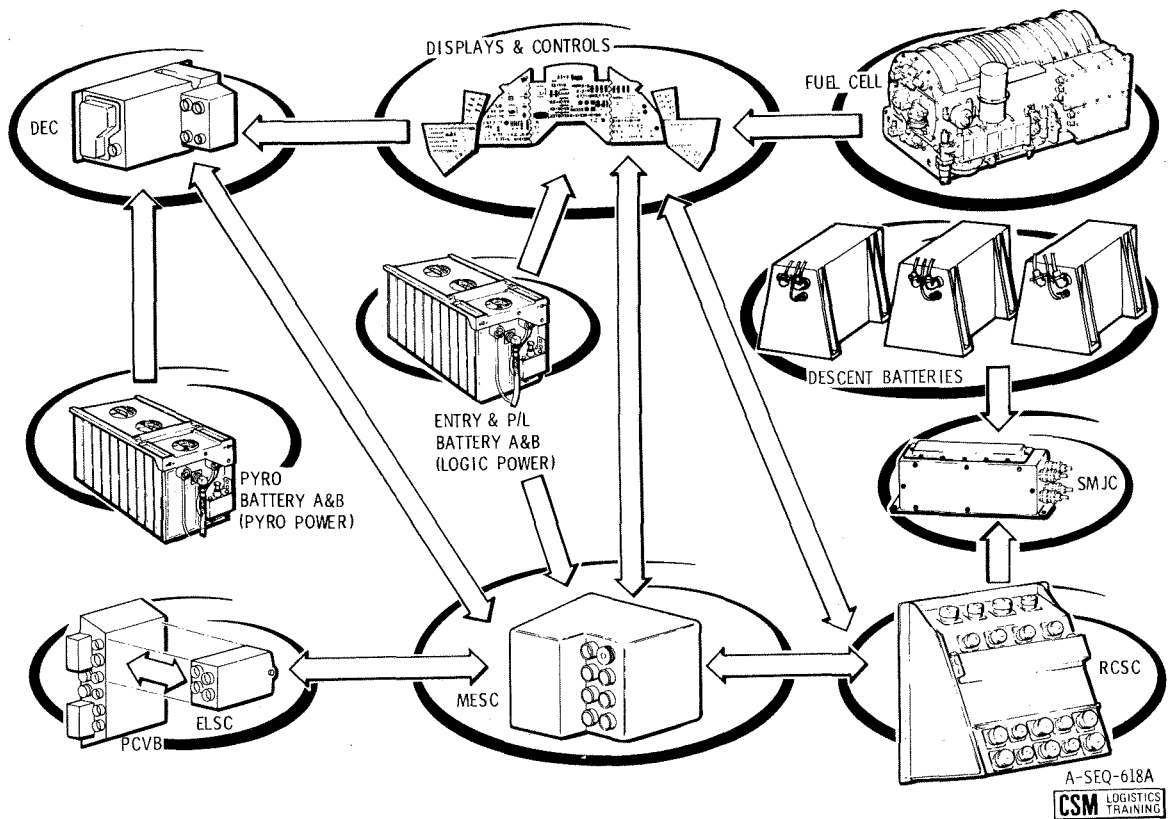 DISPLAYS & CONTROLS
FUEL CELL
DEC
DESCENT BATTERIES
ENTRY & P/L
BATTERY A&B
(LOGIC POWER)
PYRO
BATTERY A&B
(PYRO POWER)
SMJC
MESC
RCSC
ELSC
PCVB
A-SEQ-618A
CSM LOGISTICS
TRAINING